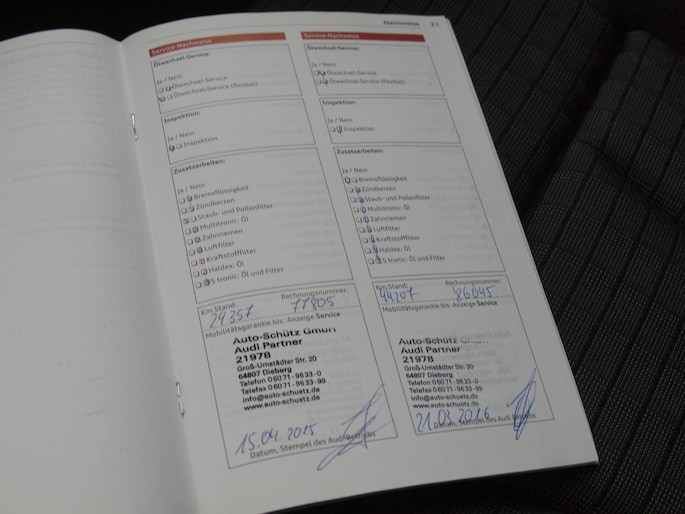 Nachweise 23
Service-Nachweise
Ölwechsel-Service:
Ja / Nein
Ölwechsel-Service
Ölwechsel-Service (flexibel)
Inspektion:
Ja / Nein
Inspektion
Zusatzarbeiten:
Ja / Nein
Bremsflüssigkeit
Zündkerzen
Staub- und Pollenfilter
Multitronic: Öl
Zahnriemen
Luftfilter
Kraftstofffilter
Haldex: Öl
S tronic: Öl und Filter
Km Stand: Rechnungsnummer:
29357 77805
Mobilitätsgarantie bis: Anzeige Service
Auto-Schütz GmbH
Audi Partner
21978
Groß-Umstädter Str. 20
64807 Dieburg
Telefon 06071-9633-0
Telefax 06071-9633-99
info@auto-schuetz.de
www.auto-schuetz.de
15.04.2015
Datum, Stempel des Audi Betriebs
Service-Nachweise
Ölwechsel-Service:
Ja / Nein
Ölwechsel-Service
Ölwechsel-Service (flexibel)
Inspektion:
Ja / Nein
Inspektion
Zusatzarbeiten:
Ja / Nein
Bremsflüssigkeit
Zündkerzen
Staub- und Pollenfilter
Multitronic: Öl
Zahnriemen
Luftfilter
Kraftstofffilter
Haldex: Öl
S tronic: Öl und Filter
Km Stand: Rechnungsnummer:
44207 86045
Mobilitätsgarantie bis: Anzeige Service
Auto-Schütz GmbH
Audi Partner
21978
Groß-Umstädter Str. 20
64807 Dieburg
Telefon 06071-9633-0
Telefax 06071-9633-99
info@auto-schuetz.de
www.auto-schuetz.de
21.03.2016
Datum, Stempel des Audi Betriebs